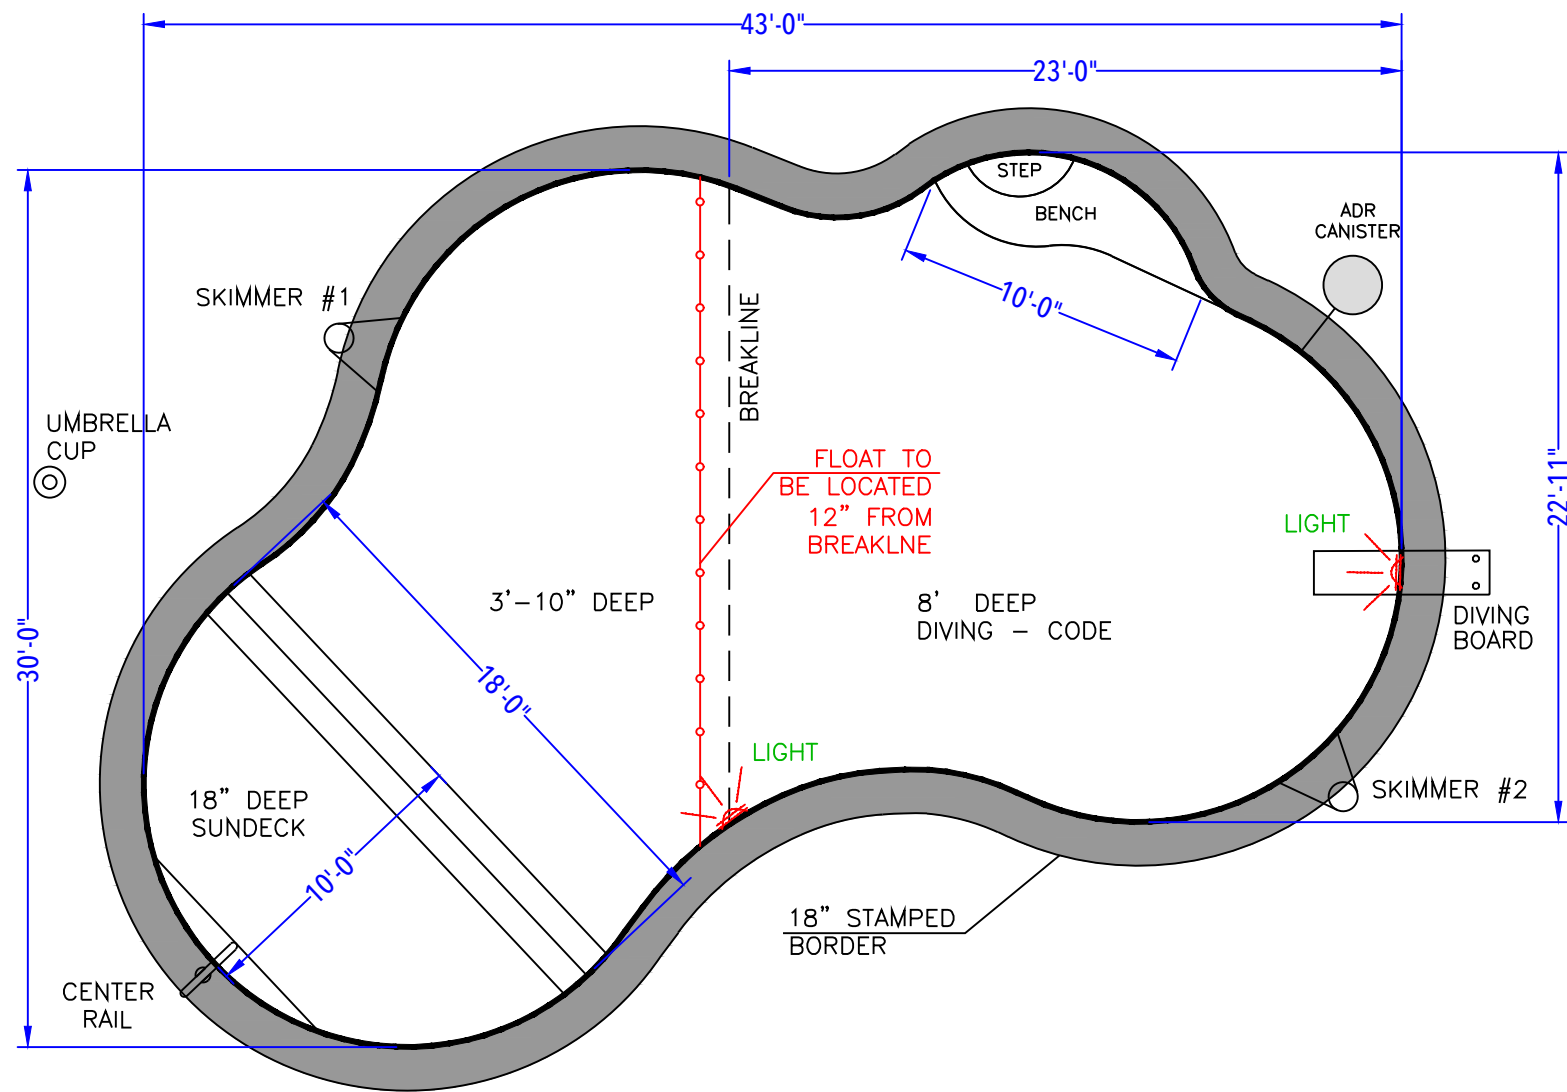 43'-0"
23'-0"
STEP
BENCH
ADR
CANISTER
SKIMMER #1
10'-0"
BREAKLINE
UMBRELLA
CUP
FLOAT TO
BE LOCATED
12” FROM
BREAKLNE
22'-11"
LIGHT
3’-10” DEEP
8’ DEEP
DIVING – CODE
DIVING
BOARD
30'-0"
18'-0"
LIGHT
SKIMMER #2
18” DEEP
SUNDECK
10'-0"
18” STAMPED
BORDER
CENTER
RAIL